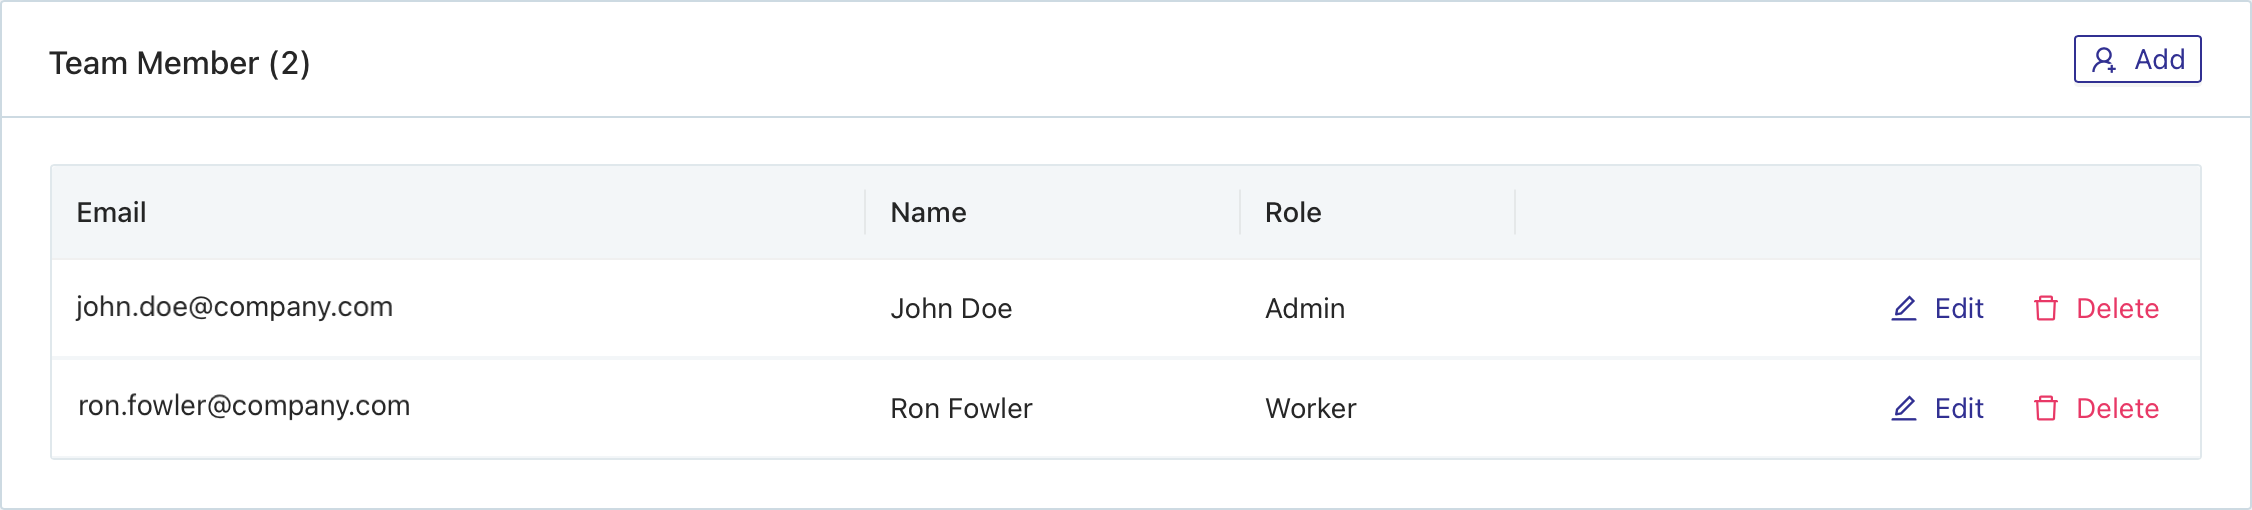 Team Member (2)
Add
Email Name Role
john.doe@company.com John Doe Admin Edit Delete
ron.fowler@company.com Ron Fowler Worker Edit Delete